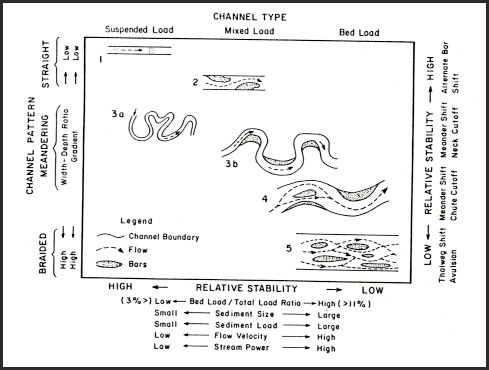 CHANNEL TYPE
Suspended Load Mixed Load Bed Load
CHANNEL PATTERN
STRAIGHT
MEANDERING
BRAIDED
Low
Low
Width-Depth Ratio
Gradient
High
High
1
2
3a
3b
4
5
Legend
Channel Boundary
Flow
Bars
HIGH
RELATIVE STABILITY
LOW
Alternate Bar
Shift
Meander Shift
Neck Cutoff
Meander Shift
Chute Cutoff
Thalweg Shift
Avulsion
HIGH ← RELATIVE STABILITY → LOW
(3%>) Low ← Bed Load/Total Load Ratio → High (>11%)
Small ← Sediment Size → Large
Small ← Sediment Load → Large
Low ← Flow Velocity → High
Low ← Stream Power → High